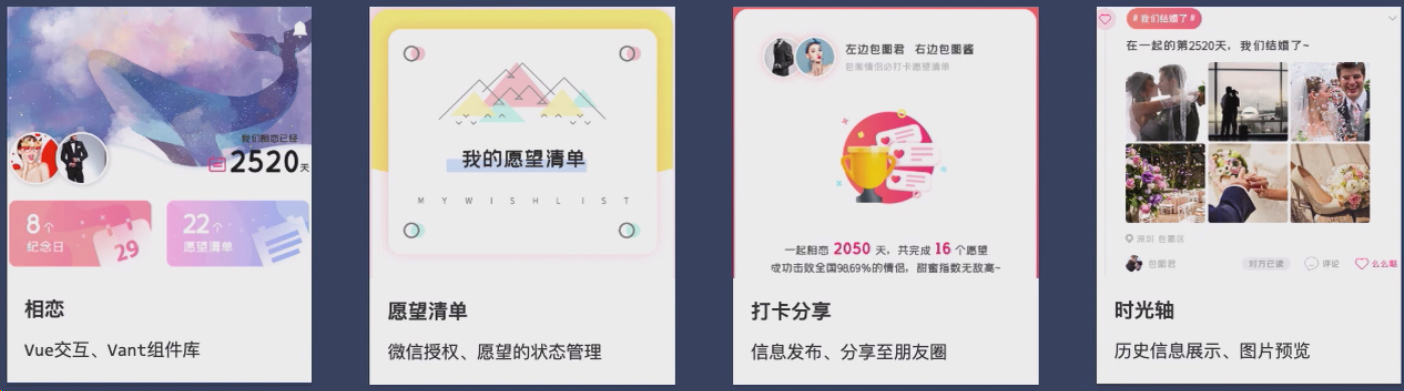 我们相恋已经
2520天
8个
纪念日
29
22个
愿望清单
相恋
Vue交互、Vant组件库
我的愿望清单
MY WISH LIST
愿望清单
微信授权、愿望的状态管理
左边包图君 右边包图酱
包图情侣必打卡愿望清单
一起相恋 2050 天，共完成 16 个愿望
成功击败全国98.69%的情侣，甜蜜指数无敌高~
打卡分享
信息发布、分享至朋友圈
# 我们结婚了 #
在一起的第2520天，我们结婚了~
深圳 包图区
包图君 对方已读 评论 么么哒
时光轴
历史信息展示、图片预览